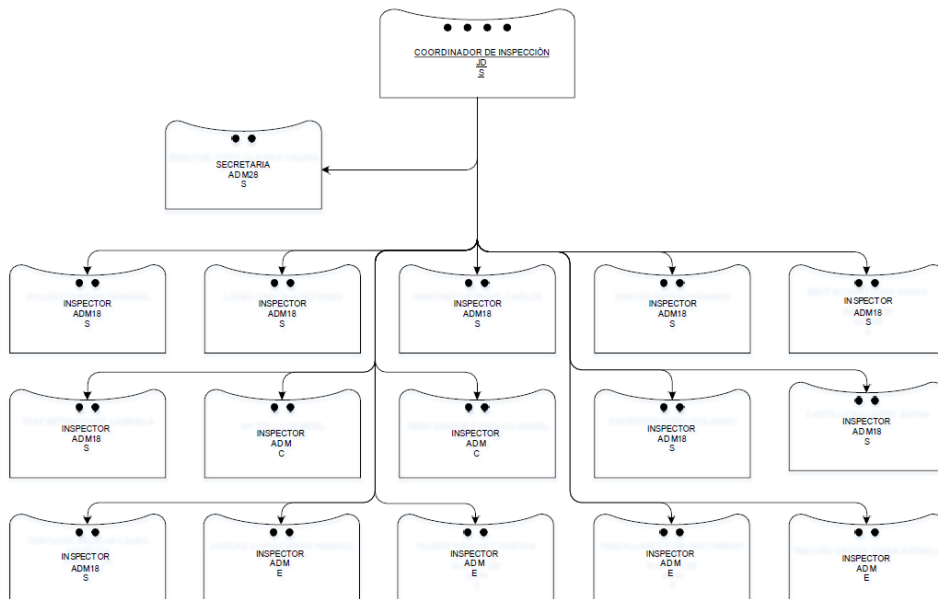 COORDINADOR DE INSPECCIÓN
JD
S
SECRETARIA
ADM28
S
INSPECTOR
ADM18
S
INSPECTOR
ADM18
S
INSPECTOR
ADM18
S
INSPECTOR
ADM18
S
INSPECTOR
ADM18
S
INSPECTOR
ADM18
S
INSPECTOR
ADM
C
INSPECTOR
ADM
C
INSPECTOR
ADM18
S
INSPECTOR
ADM18
S
INSPECTOR
ADM18
S
INSPECTOR
ADM
E
INSPECTOR
ADM
E
INSPECTOR
ADM
E
INSPECTOR
ADM
E